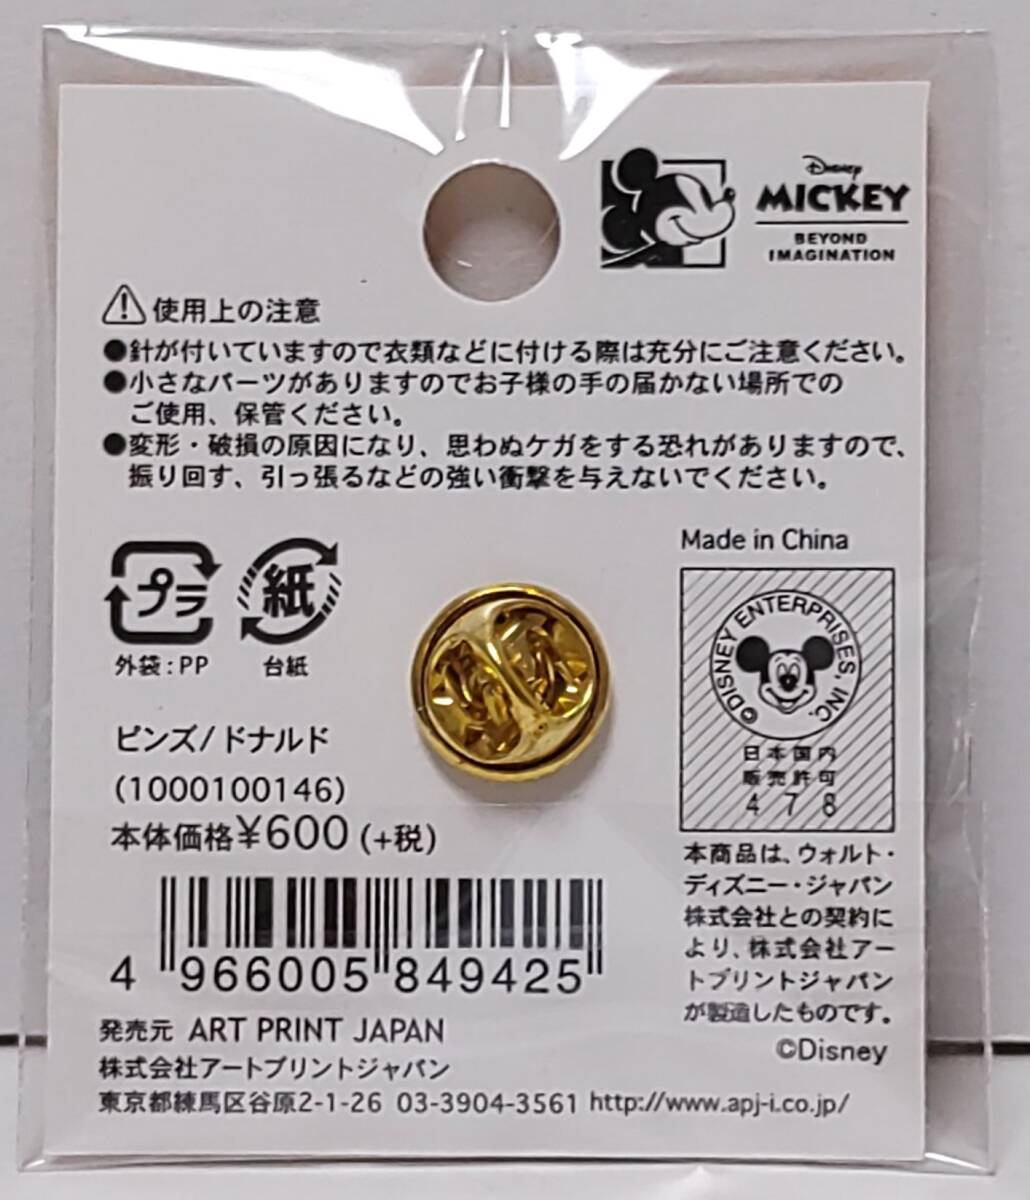 Disney
MICKEY
BEYOND
IMAGINATION
使用上の注意
●針が付いていますので衣類などに付ける際は充分にご注意ください。
●小さなパーツがありますのでお子様の手の届かない場所での
ご使用、保管ください。
●変形・破損の原因になり、思わぬケガをする恐れがありますので、
振り回す、引っ張るなどの強い衝撃を与えないでください。
プラ
外袋:PP
紙
台紙
Made in China
©DISNEY ENTERPRISES, INC.
日本国内
販売許可
478
ピンズ/ドナルド
(1000100146)
本体価格¥600(+税)
4 966005 849425
本商品は、ウォルト・
ディズニー・ジャパン
株式会社との契約に
より、株式会社アー
トプリントジャパン
が製造したものです。
©Disney
発売元 ART PRINT JAPAN
株式会社アートプリントジャパン
東京都練馬区谷原2-1-26 03-3904-3561 http://www.apj-i.co.jp/